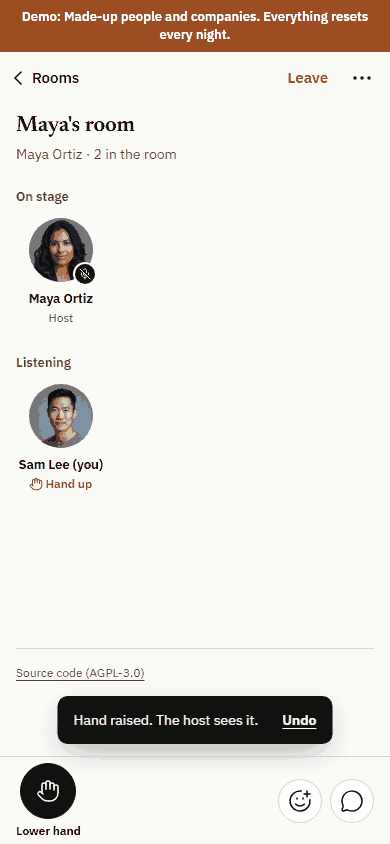 Demo: Made-up people and companies. Everything resets
every night.
Rooms
Leave
Maya's room
Maya Ortiz · 2 in the room
On stage
Maya Ortiz
Host
Listening
Sam Lee (you)
Hand up
Source code (AGPL-3.0)
Hand raised. The host sees it.
Undo
Lower hand